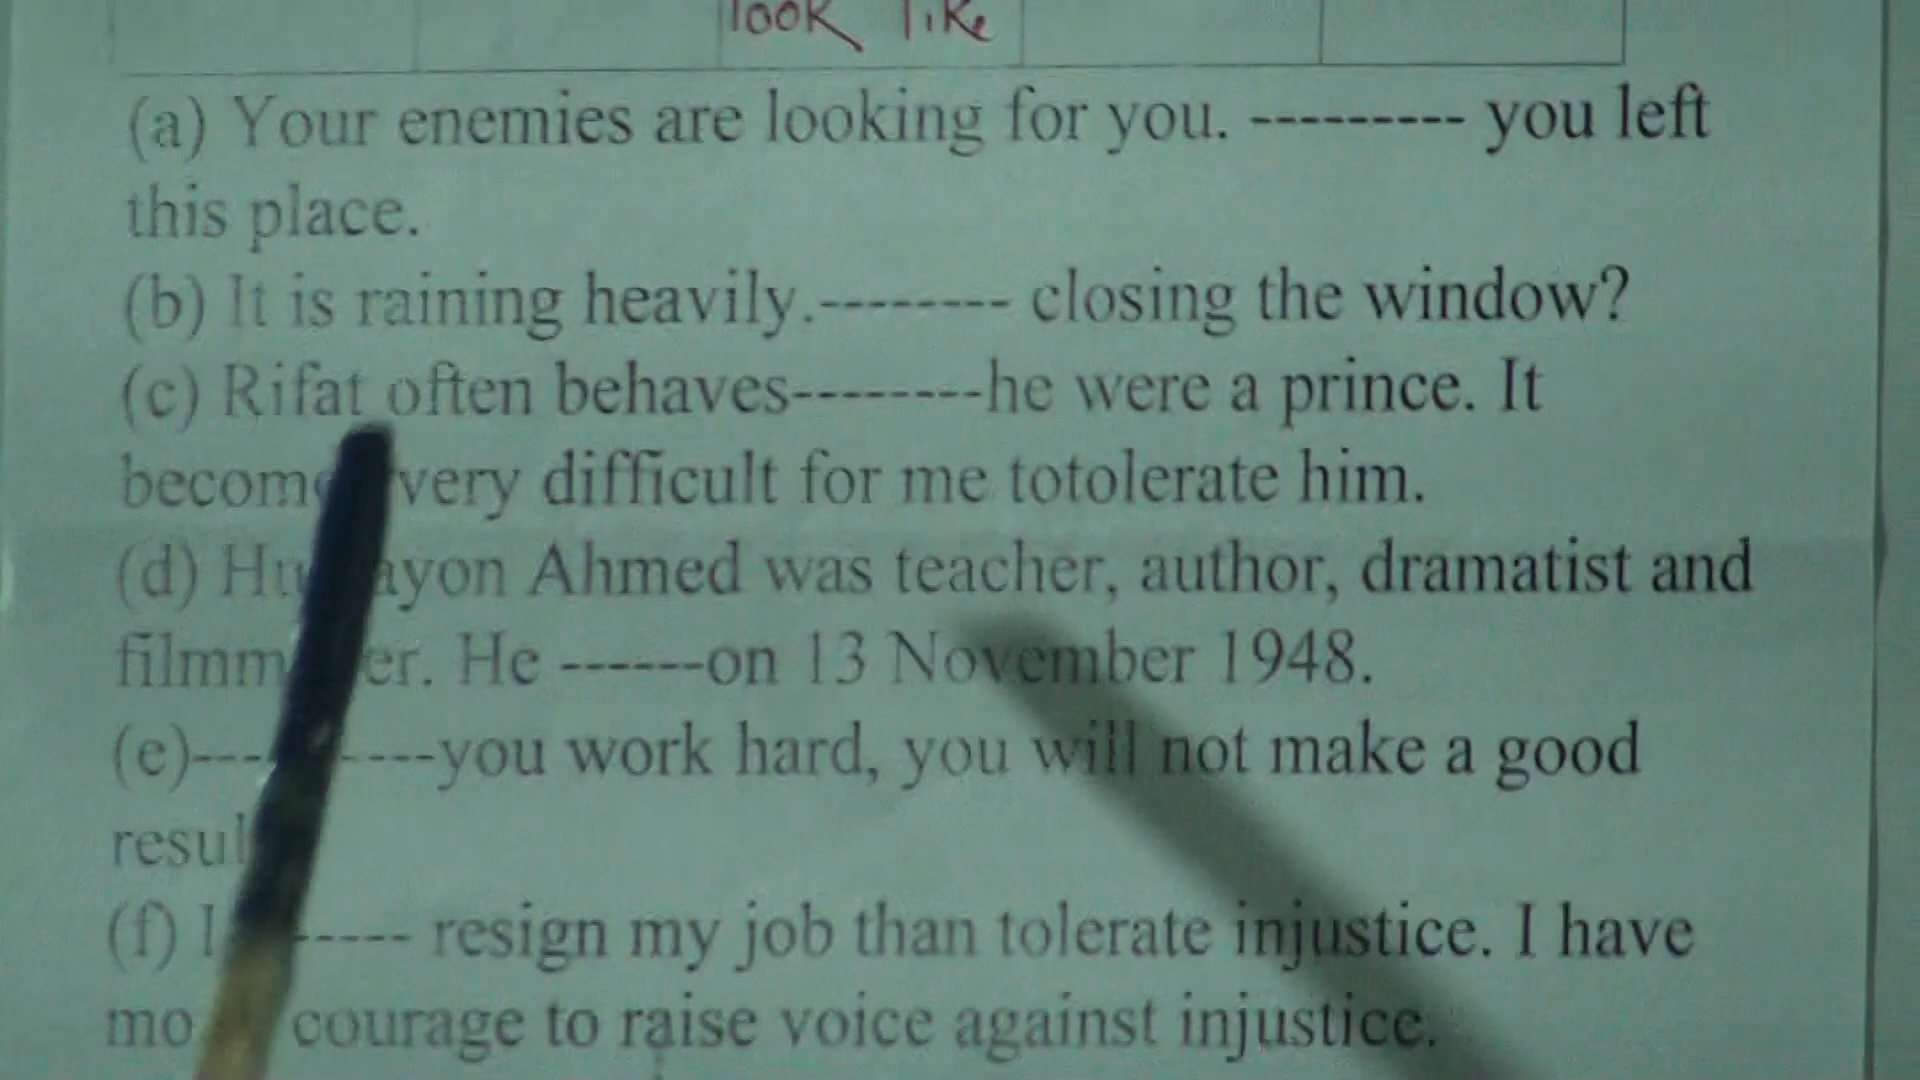 look like
(a) Your enemies are looking for you. --------- you left
this place.
(b) It is raining heavily.-------- closing the window?
(c) Rifat often behaves--------he were a prince. It
very difficult for me totolerate him.
(d) Ahmed was teacher, author, dramatist and
He ------on 13 November 1948.
(e)--- ----you work hard, you will not make a good
(f) I ----- resign my job than tolerate injustice. I have
courage to raise voice against injustice.